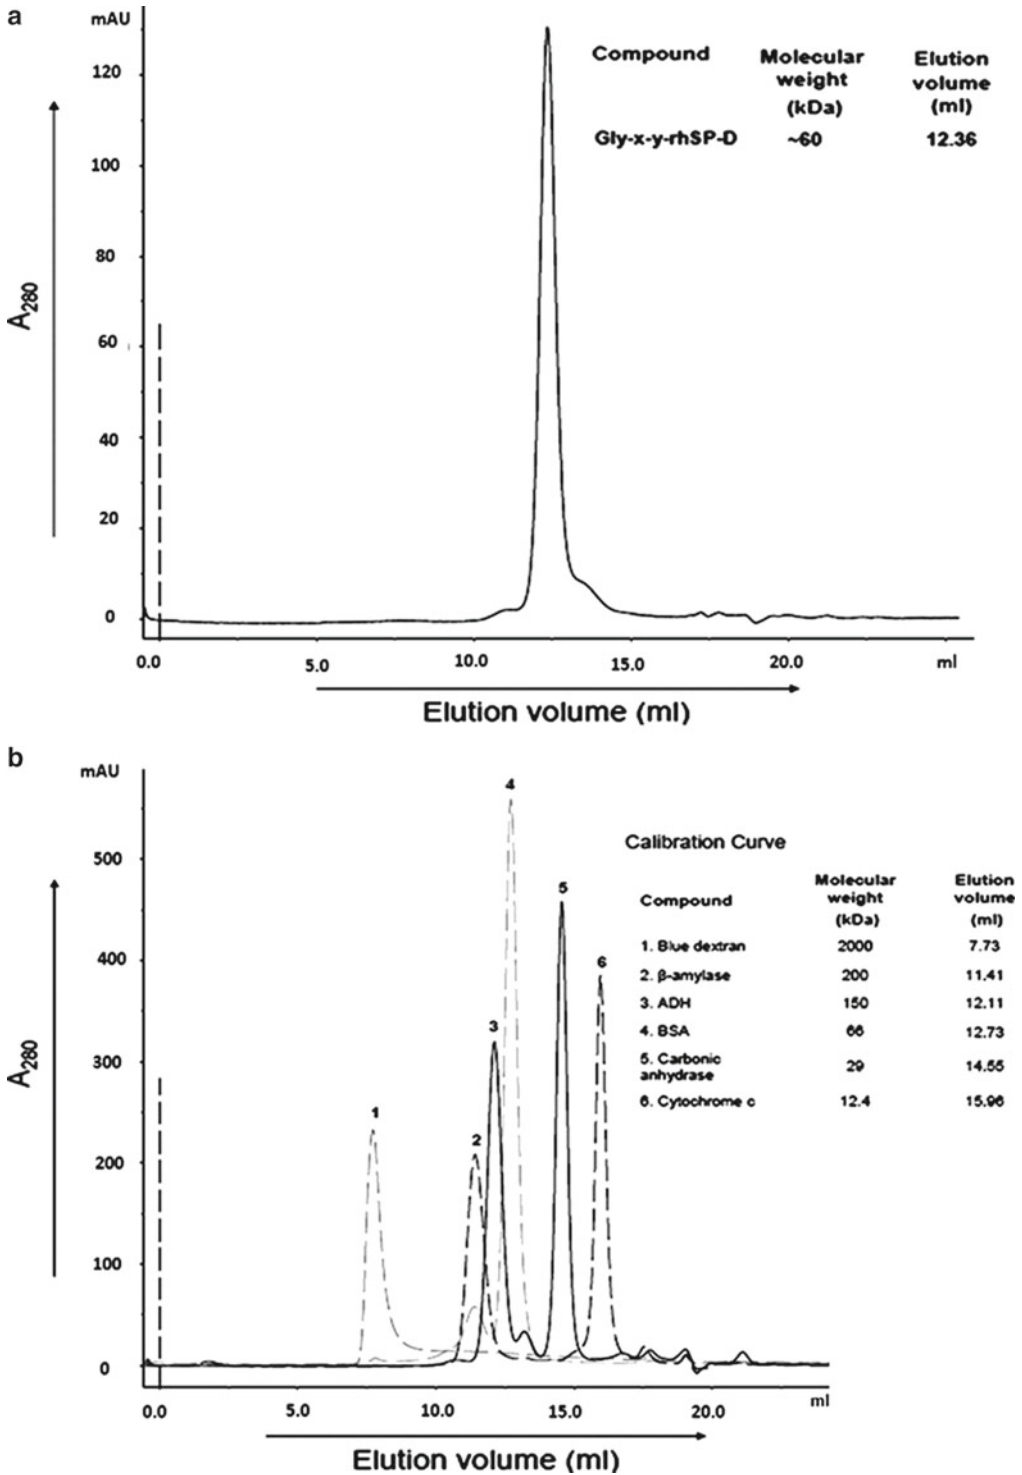 a
mAU
120
100
80
60
40
20
0
A280
Compound Molecular weight (kDa) Elution volume (ml)
Gly-x-y-rhSP-D ~60 12.36
0.0 5.0 10.0 15.0 20.0 ml
Elution volume (ml)
b
mAU
500
400
300
200
100
0
A280
1
2
3
4
5
6
Calibration Curve
Compound Molecular weight (kDa) Elution volume (ml)
1. Blue dextran 2000 7.73
2. β-amylase 200 11.41
3. ADH 150 12.11
4. BSA 66 12.73
5. Carbonic anhydrase 29 14.55
6. Cytochrome c 12.4 15.96
0.0 5.0 10.0 15.0 20.0 ml
Elution volume (ml)